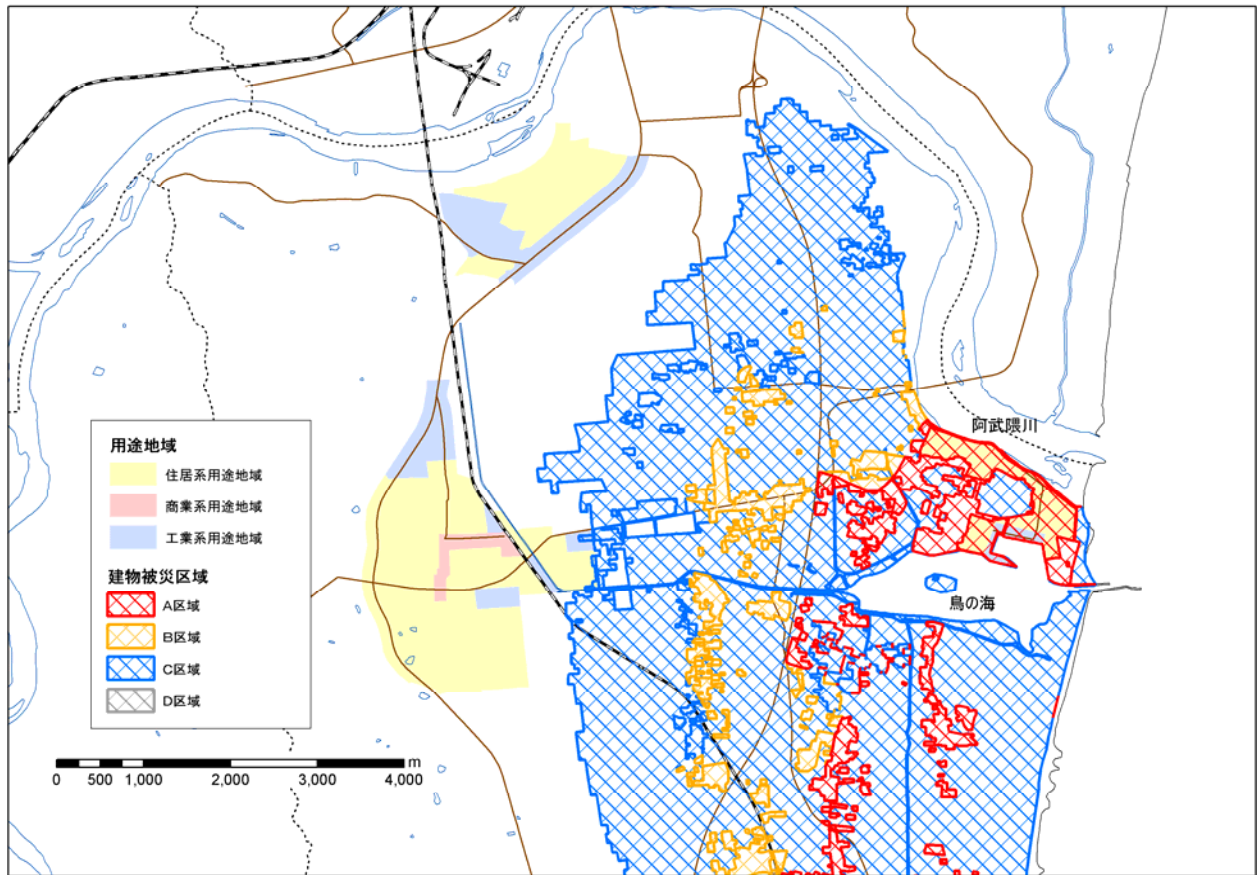 阿武隈川
用途地域
住居系用途地域
商業系用途地域
工業系用途地域
建物被災区域
A区域
B区域
C区域
D区域
鳥の海
m
0 500 1,000 2,000 3,000 4,000